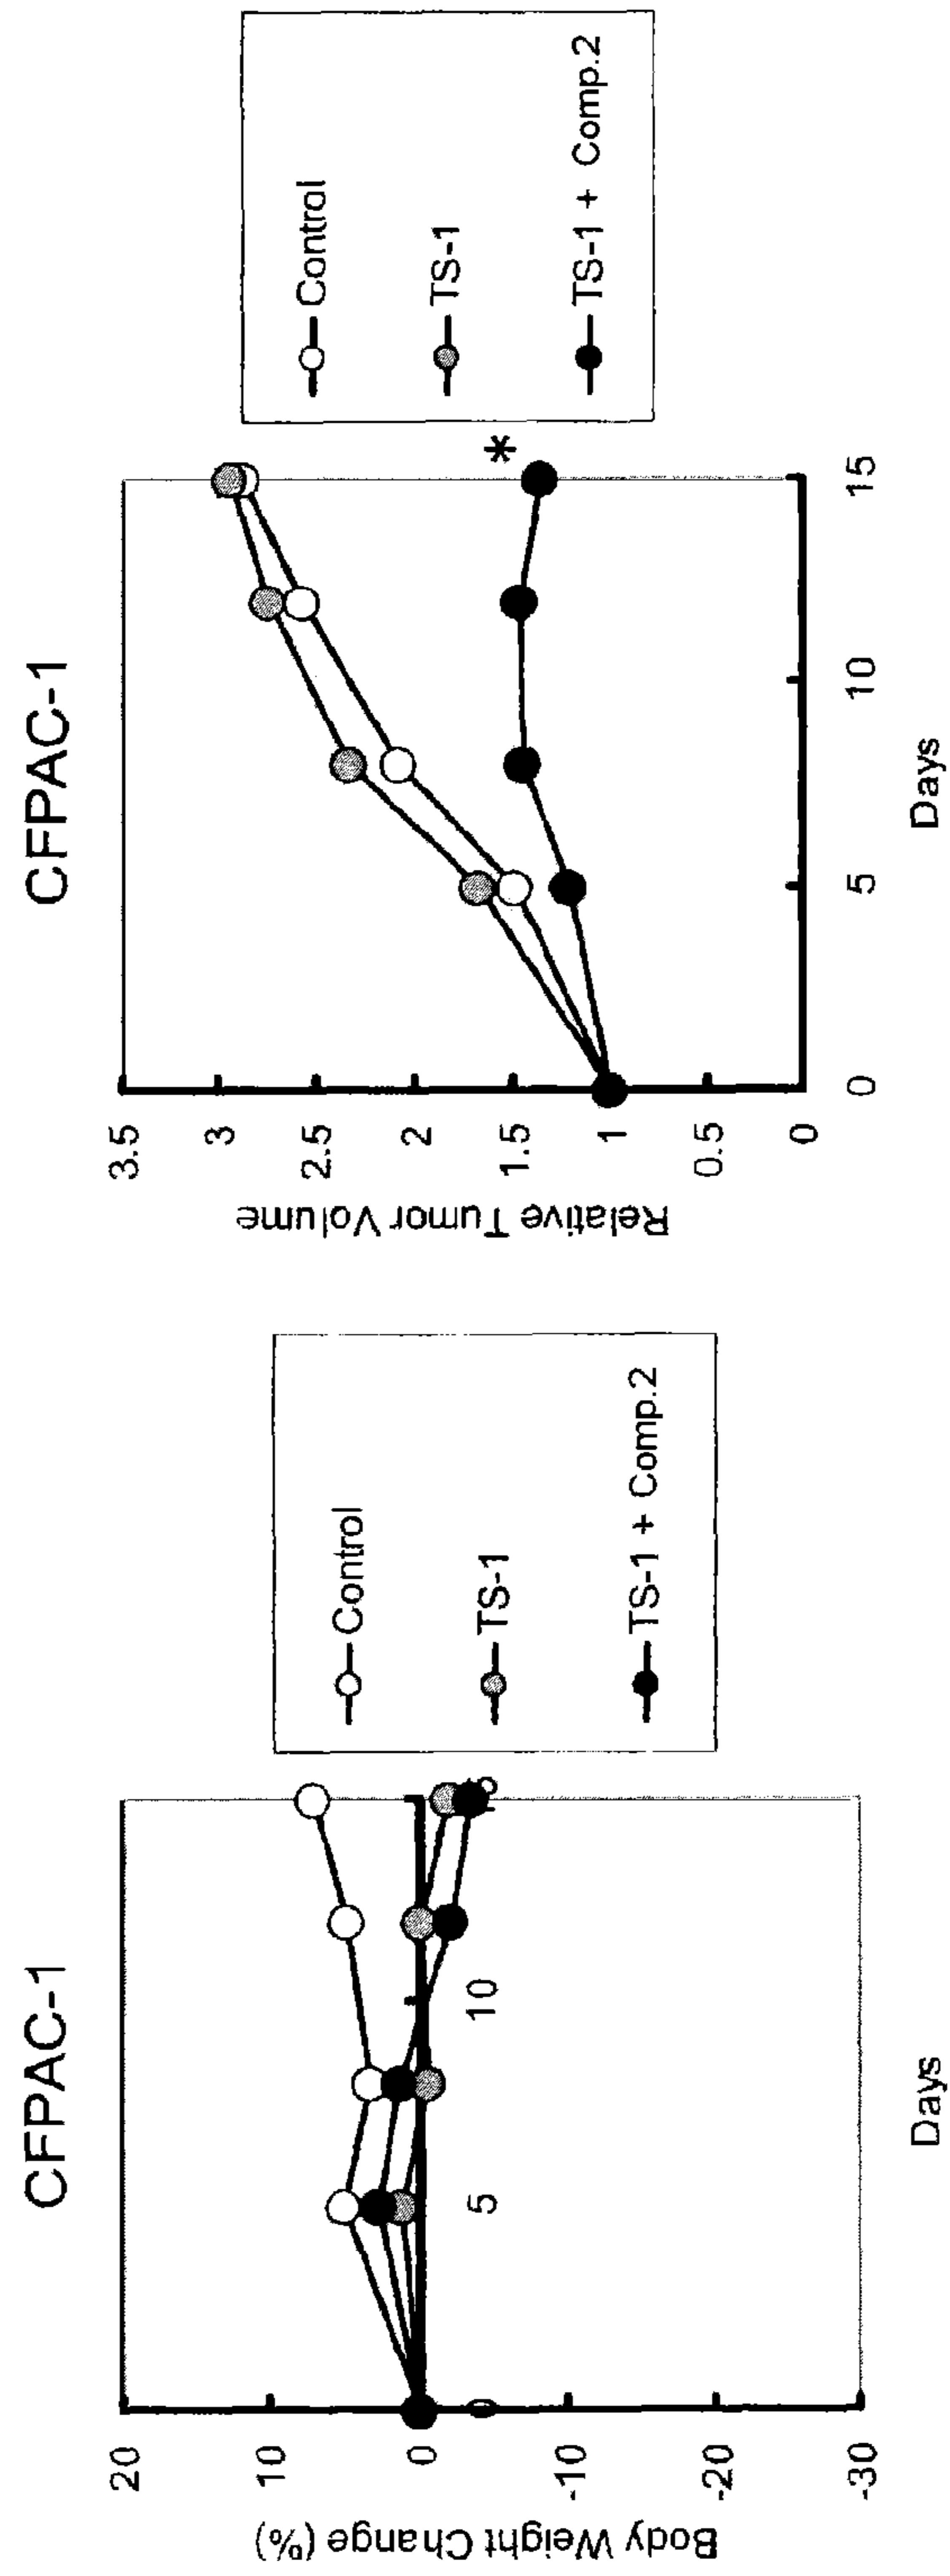 CFPAC-1
Body Weight Change (%)
20
10
0
-10
-20
-30
0
5
10
Days
Control
TS-1
TS-1 + Comp.2
CFPAC-1
Relative Tumor Volume
3.5
3
2.5
2
1.5
1
0.5
0
0
5
10
15
Days
*
Control
TS-1
TS-1 + Comp.2